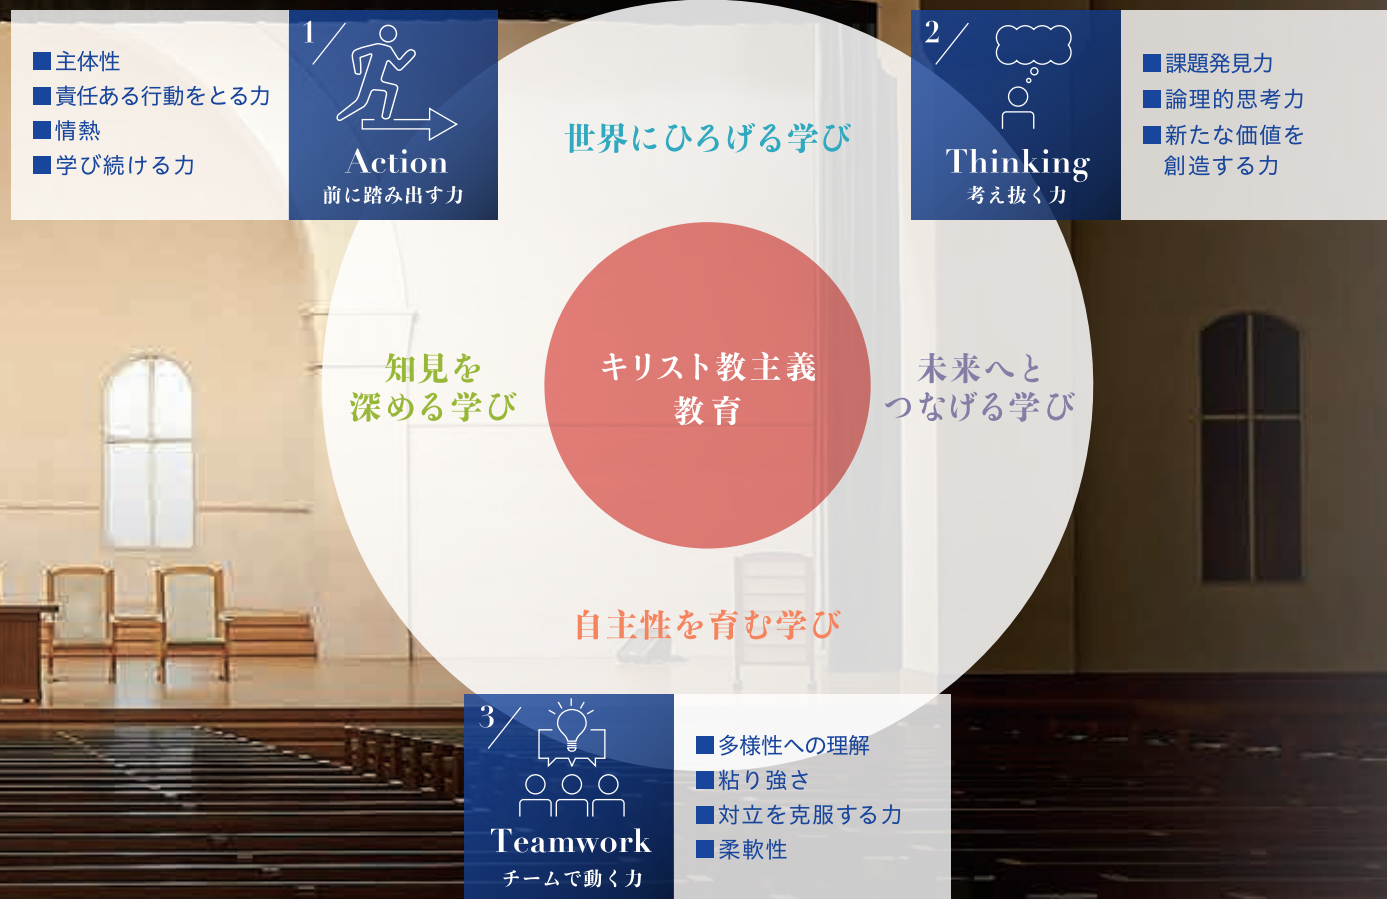 ■主体性
■責任ある行動をとる力
■情熱
■学び続ける力
1/
Action
前に踏み出す力
2/
Thinking
考え抜く力
■課題発見力
■論理的思考力
■新たな価値を
創造する力
世界にひろげる学び
知見を
深める学び
キリスト教主義
教育
未来へと
つなげる学び
自主性を育む学び
3/
Teamwork
チームで動く力
■多様性への理解
■粘り強さ
■対立を克服する力
■柔軟性